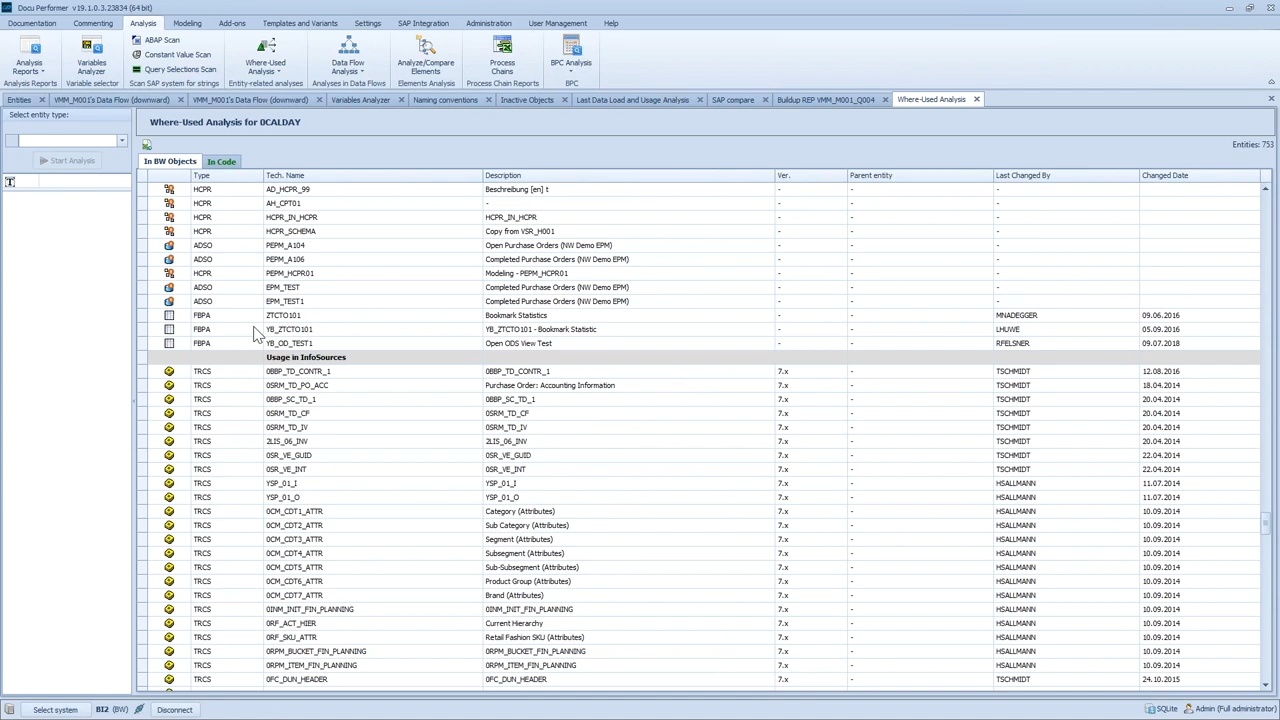 Docu Performer v19.1.0.3.23834 (64 bit)
Documentation Commenting Analysis Modeling Add-ons Templates and Variants Settings SAP Integration Administration User Management Help
Analysis Reports Variables Analyzer ABAP Scan Constant Value Scan Query Selections Scan Where-Used Analysis Data Flow Analysis Analyze/Compare Elements Process Chains BPC Analysis
Analysis Reports Variable selector Scan SAP system for strings Entity-related analyses Analyses in Data Flows Elements Analysis Process Chain Reports BPC
Entities VMM_M001's Data Flow (downward) VMM_M001's Data Flow (downward) Variables Analyzer Naming conventions Inactive Objects Last Data Load and Usage Analysis SAP compare Buildup REP VMM_M001_Q004 Where-Used Analysis
Select entity type:
Start Analysis
Where-Used Analysis for 0CALDAY
Entities: 753
In BW Objects In Code
Type Tech. Name Description Ver. Parent entity Last Changed By Changed Date
HCPR AD_HCPR_99 Beschreibung [en] t - - -
HCPR AH_CPT01 - - - -
HCPR HCPR_IN_HCPR HCPR_IN_HCPR - - -
HCPR HCPR_SCHEMA Copy from VSR_H001 - - -
ADSO PEPM_A104 Open Purchase Orders (NW Demo EPM) - - -
ADSO PEPM_A106 Completed Purchase Orders (NW Demo EPM) - - -
HCPR PEPM_HCPR01 Modeling - PEPM_HCPR01 - - -
ADSO EPM_TEST Completed Purchase Orders (NW Demo EPM) - - -
ADSO EPM_TEST1 Completed Purchase Orders (NW Demo EPM) - - -
FBPA ZTCTO101 Bookmark Statistics - - MNADEGGER 09.06.2016
FBPA YB_ZTCTO101 YB_ZTCTO101 - Bookmark Statistic - - LHUWE 05.09.2016
FBPA YB_OD_TEST1 Open ODS View Test - - RFELSNER 09.07.2018
Usage in InfoSources
TRCS 0BBP_TD_CONTR_1 0BBP_TD_CONTR_1 7.x - TSCHMIDT 12.08.2016
TRCS 0SRM_TD_PO_ACC Purchase Order: Accounting Information 7.x - TSCHMIDT 18.04.2014
TRCS 0BBP_SC_TD_1 0BBP_SC_TD_1 7.x - TSCHMIDT 20.04.2014
TRCS 0SRM_TD_CF 0SRM_TD_CF 7.x - TSCHMIDT 20.04.2014
TRCS 0SRM_TD_IV 0SRM_TD_IV 7.x - TSCHMIDT 20.04.2014
TRCS 2LIS_06_INV 2LIS_06_INV 7.x - TSCHMIDT 20.04.2014
TRCS 0SR_VE_GUID 0SR_VE_GUID 7.x - TSCHMIDT 22.04.2014
TRCS 0SR_VE_INT 0SR_VE_INT 7.x - TSCHMIDT 22.04.2014
TRCS YSP_01_I YSP_01_I 7.x - HSALLMANN 11.07.2014
TRCS YSP_01_O YSP_01_O 7.x - HSALLMANN 11.07.2014
TRCS 0CM_CDT1_ATTR Category (Attributes) 7.x - HSALLMANN 10.09.2014
TRCS 0CM_CDT2_ATTR Sub Category (Attributes) 7.x - HSALLMANN 10.09.2014
TRCS 0CM_CDT3_ATTR Segment (Attributes) 7.x - HSALLMANN 10.09.2014
TRCS 0CM_CDT4_ATTR Subsegment (Attributes) 7.x - HSALLMANN 10.09.2014
TRCS 0CM_CDT5_ATTR Sub-Subsegment (Attributes) 7.x - HSALLMANN 10.09.2014
TRCS 0CM_CDT6_ATTR Product Group (Attributes) 7.x - HSALLMANN 10.09.2014
TRCS 0CM_CDT7_ATTR Brand (Attributes) 7.x - HSALLMANN 10.09.2014
TRCS 0INM_INIT_FIN_PLANNING 0INM_INIT_FIN_PLANNING 7.x - HSALLMANN 10.09.2014
TRCS 0RF_ACT_HIER Current Hierarchy 7.x - HSALLMANN 10.09.2014
TRCS 0RF_SKU_ATTR Retail Fashion SKU (Attributes) 7.x - HSALLMANN 10.09.2014
TRCS 0RPM_BUCKET_FIN_PLANNING 0RPM_BUCKET_FIN_PLANNING 7.x - HSALLMANN 10.09.2014
TRCS 0RPM_ITEM_FIN_PLANNING 0RPM_ITEM_FIN_PLANNING 7.x - HSALLMANN 10.09.2014
TRCS 0FC_DUN_HEADER 0FC_DUN_HEADER 7.x - TSCHMIDT 24.10.2015
Select system BI2 (BW) Disconnect SQLite Admin (Full administrator)